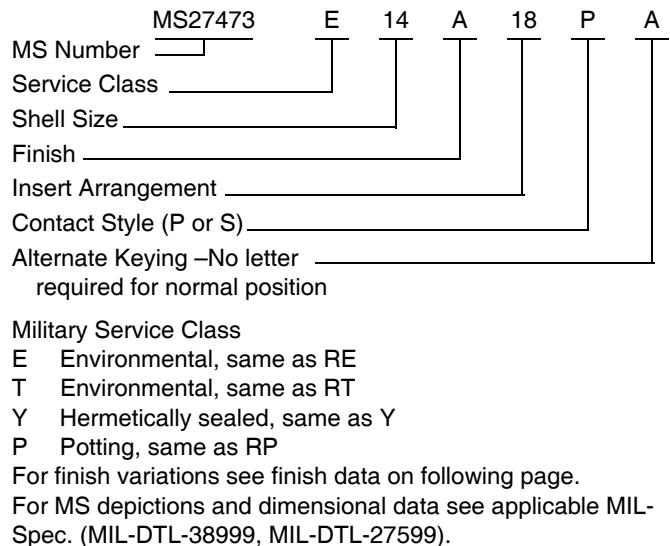 MS27473 E 14 A 18 P A
MS Number
Service Class
Shell Size
Finish
Insert Arrangement
Contact Style (P or S)
Alternate Keying –No letter
required for normal position
Military Service Class
E Environmental, same as RE
T Environmental, same as RT
Y Hermetically sealed, same as Y
P Potting, same as RP
For finish variations see finish data on following page.
For MS depictions and dimensional data see applicable MIL-
Spec. (MIL-DTL-38999, MIL-DTL-27599).